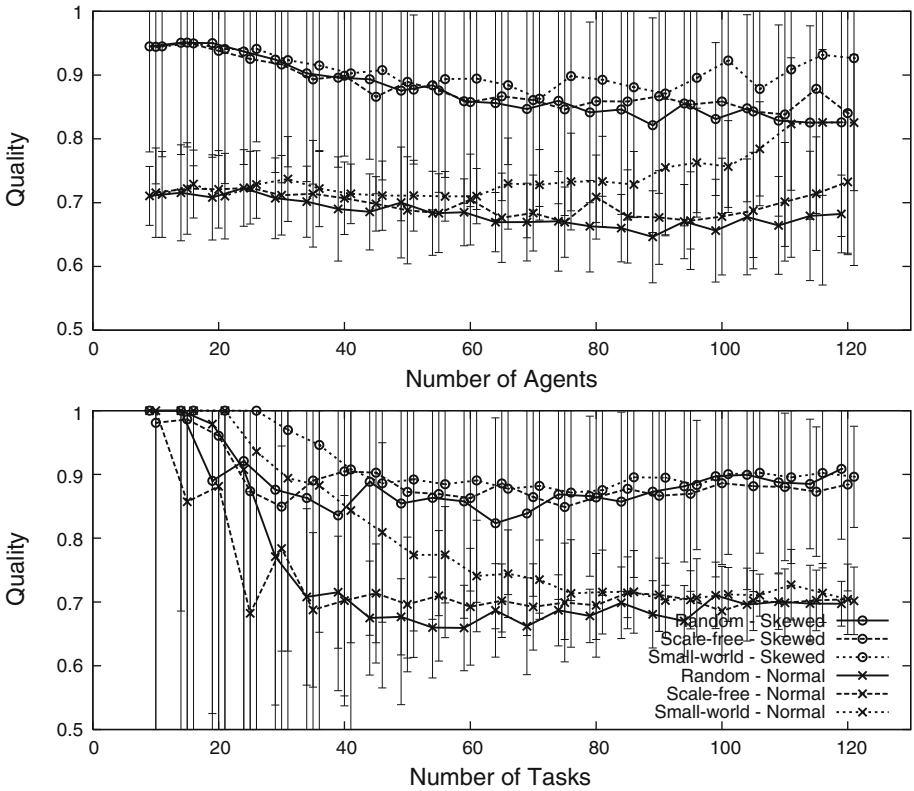 1
0.9
0.8
0.7
0.6
0.5
Quality
0 20 40 60 80 100 120
Number of Agents
1
0.9
0.8
0.7
0.6
0.5
Quality
Random - Skewed
Scale-free - Skewed
Small-world - Skewed
Random - Normal
Scale-free - Normal
Small-world - Normal
0 20 40 60 80 100 120
Number of Tasks